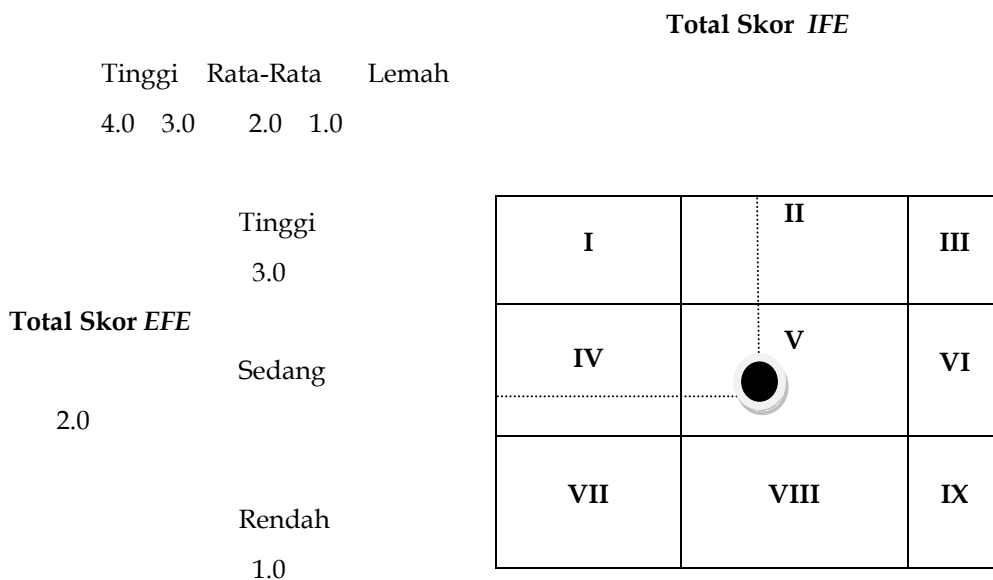 Total Skor IFE
Tinggi Rata-Rata Lemah
4.0 3.0 2.0 1.0
Tinggi
3.0
Total Skor EFE
Sedang
2.0
Rendah
1.0
I II III
IV V VI
VII VIII IX